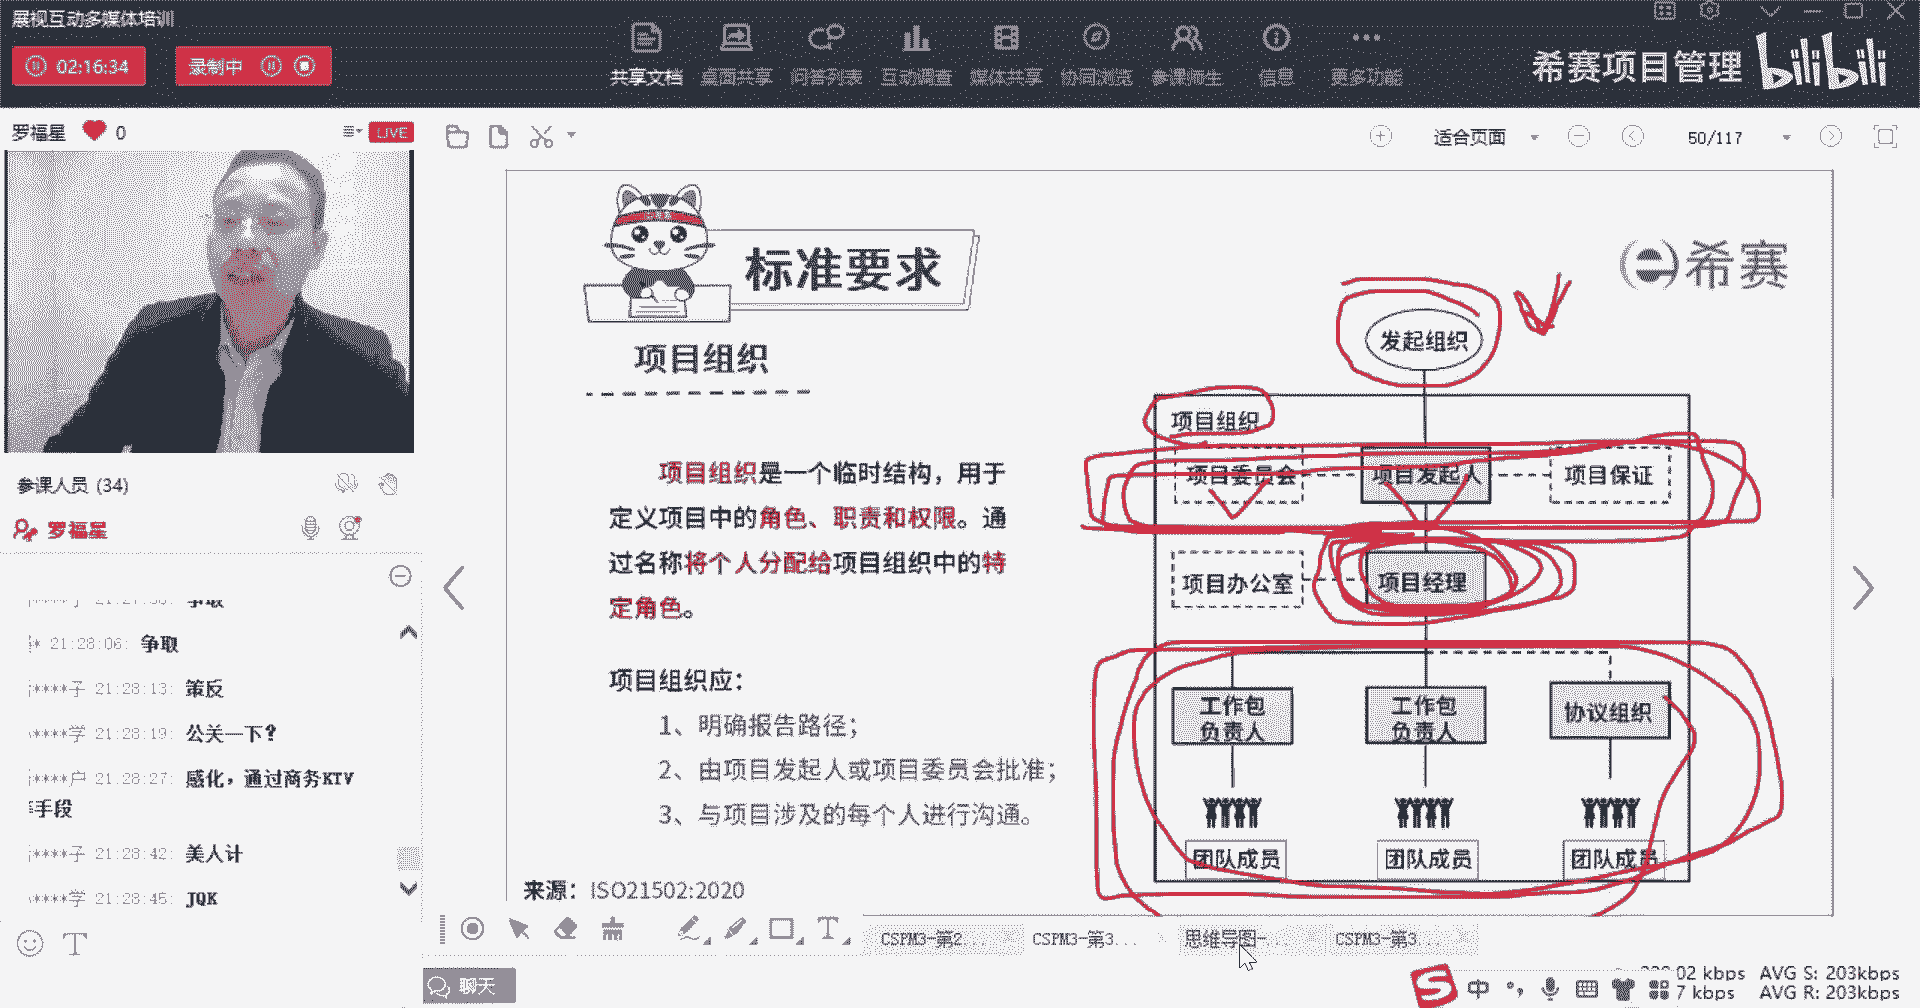 展视互动多媒体培训
02:16:34
录制中
共享文档
桌面共享
问答列表
互动调查
媒体共享
协同浏览
参课师生
信息
更多功能
希赛项目管理
bilibili
罗福星 0
LIVE
适合页面
50/117
标准要求
希赛
项目组织
项目组织是一个临时结构，用于
定义项目中的角色、职责和权限。通
过名称将个人分配给项目组织中的特
定角色。
项目组织应：
1、明确报告路径；
2、由项目发起人或项目委员会批准；
3、与项目涉及的每个人进行沟通。
来源：ISO21502:2020
发起组织
项目组织
项目委员会
项目发起人
项目保证
项目办公室
项目经理
工作包
负责人
工作包
负责人
协议组织
团队成员
团队成员
团队成员
参课人员 (34)
罗福星
争取
21:28:06: 争取
****子 21:28:13: 策反
****学 21:28:19: 公关一下?
****户 21:28:27: 感化，通过商务KTV
手段
****子 21:28:42: 美人计
****学 21:28:45: JQK
CSPM3-第2...
CSPM3-第3...
思维导图-...
CSPM3-第3...
聊天
中
02 kbps AVG S: 203kbps
7 kbps AVG R: 203kbps